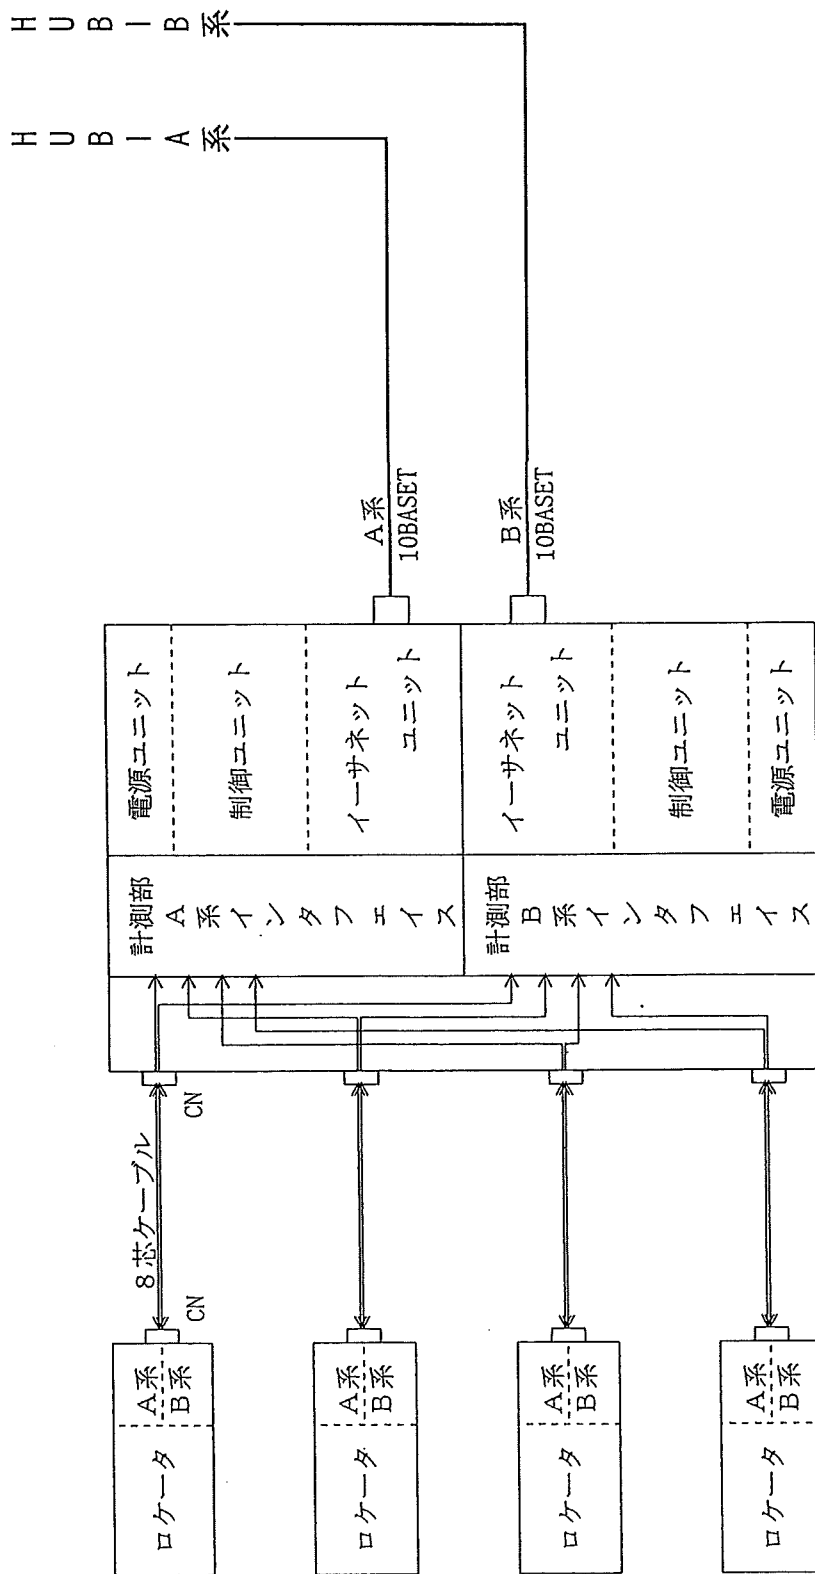 HUB-B系
HUB-A系
A系
10BASET
B系
10BASET
電源ユニット
制御ユニット
イーサネット
ユニット
イーサネット
ユニット
制御ユニット
電源ユニット
計測部
A系インタフェイス
計測部
B系インタフェイス
8芯ケーブル
CN
CN
A系
B系
ロケータ
A系
B系
ロケータ
A系
B系
ロケータ
A系
B系
ロケータ